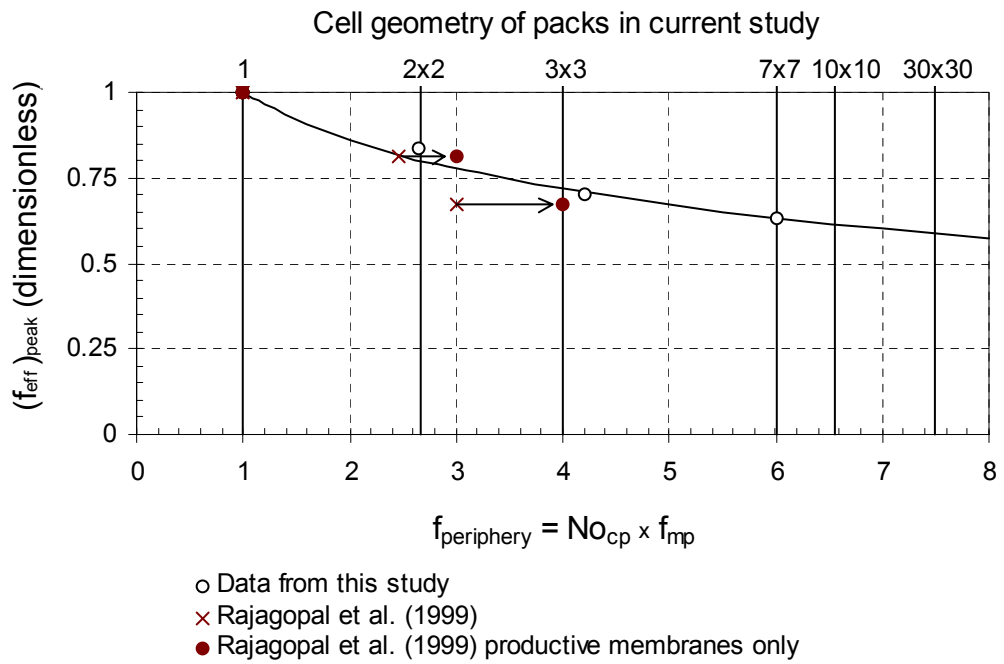 Cell geometry of packs in current study
1 2x2 3x3 7x7 10x10 30x30
(feff)peak (dimensionless)
1
0.75
0.5
0.25
0
0 1 2 3 4 5 6 7 8
fperiphery = Nocp x fmp
Data from this study
Rajagopal et al. (1999)
Rajagopal et al. (1999) productive membranes only